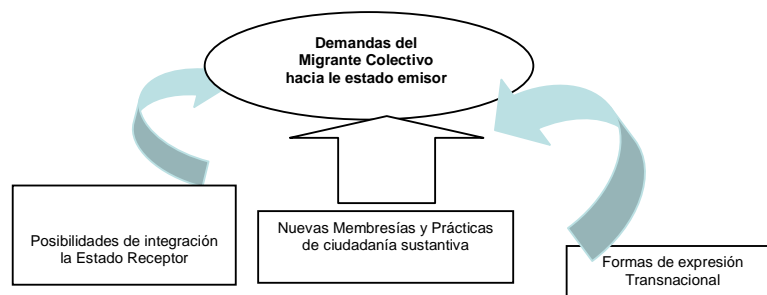 Demandas del
Migrante Colectivo
hacia le estado emisor
Posibilidades de integración
la Estado Receptor
Nuevas Membresías y Prácticas
de ciudadanía sustantiva
Formas de expresión
Transnacional